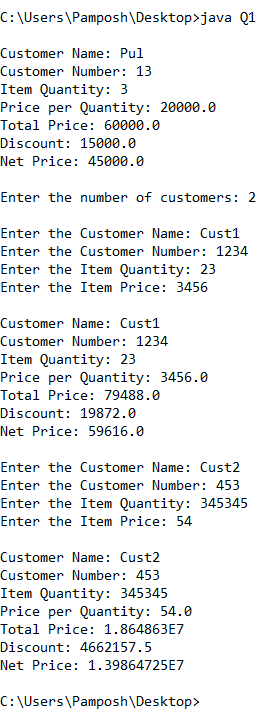 C:\Users\Pamposh\Desktop>java Q1
Customer Name: Pul
Customer Number: 13
Item Quantity: 3
Price per Quantity: 20000.0
Total Price: 60000.0
Discount: 15000.0
Net Price: 45000.0
Enter the number of customers: 2
Enter the Customer Name: Cust1
Enter the Customer Number: 1234
Enter the Item Quantity: 23
Enter the Item Price: 3456
Customer Name: Cust1
Customer Number: 1234
Item Quantity: 23
Price per Quantity: 3456.0
Total Price: 79488.0
Discount: 19872.0
Net Price: 59616.0
Enter the Customer Name: Cust2
Enter the Customer Number: 453
Enter the Item Quantity: 345345
Enter the Item Price: 54
Customer Name: Cust2
Customer Number: 453
Item Quantity: 345345
Price per Quantity: 54.0
Total Price: 1.864863E7
Discount: 4662157.5
Net Price: 1.39864725E7
C:\Users\Pamposh\Desktop>